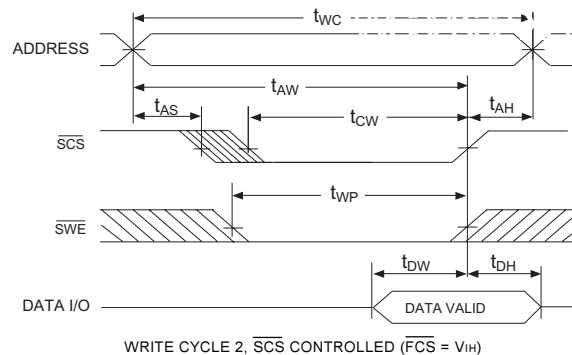 tWC
ADDRESS
tAW
tAS
tCW
tAH
SCS
tWP
SWE
tDW
tDH
DATA I/O
DATA VALID
WRITE CYCLE 2, SCS CONTROLLED (FCS = VIH)